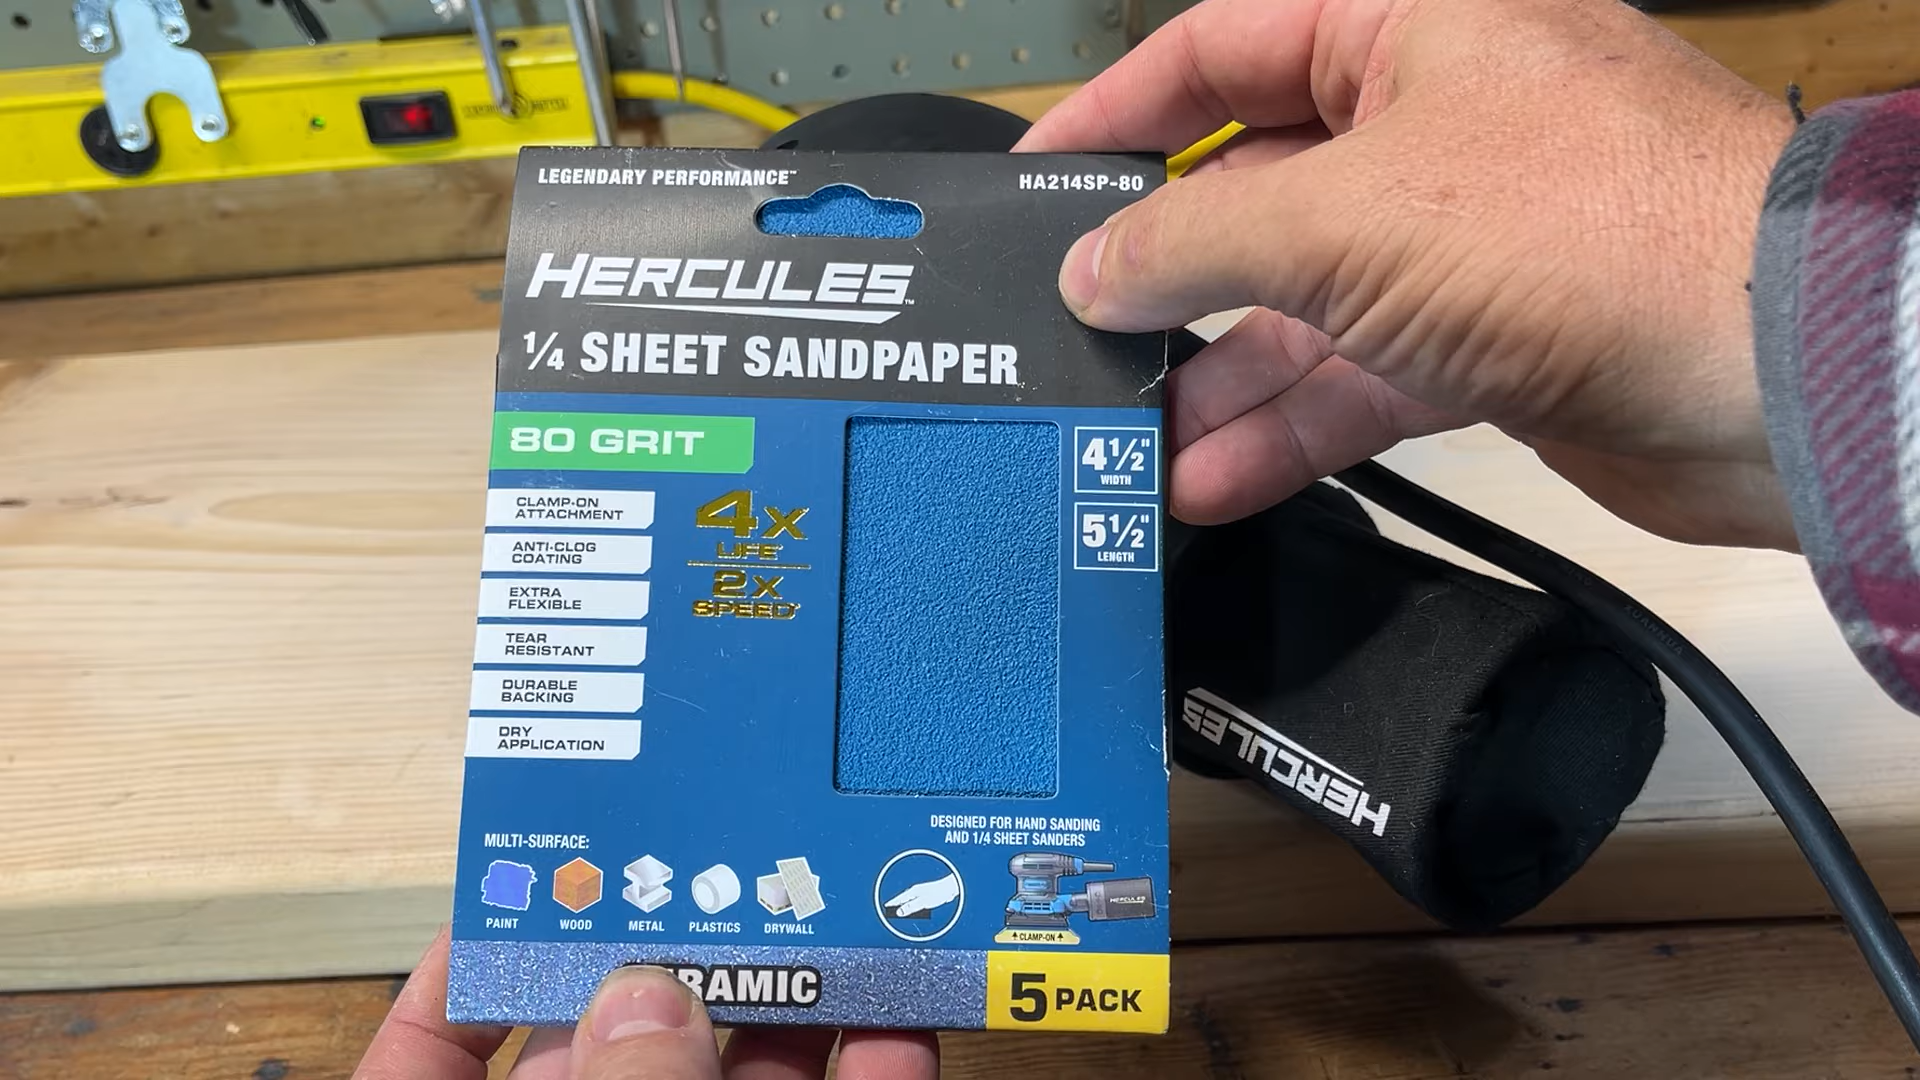 LEGENDARY PERFORMANCE™
HA214SP-80
HERCULES™
1/4 SHEET SANDPAPER
80 GRIT
CLAMP-ON
ATTACHMENT
ANTI-CLOG
COATING
EXTRA
FLEXIBLE
TEAR
RESISTANT
DURABLE
BACKING
DRY
APPLICATION
4X
LIFE*
2X
SPEED*
4½"
WIDTH
5½"
LENGTH
MULTI-SURFACE:
PAINT
WOOD
METAL
PLASTICS
DRYWALL
DESIGNED FOR HAND SANDING
AND 1/4 SHEET SANDERS
HERCULES
CLAMP-ON
RAMIC
5 PACK
HERCULES